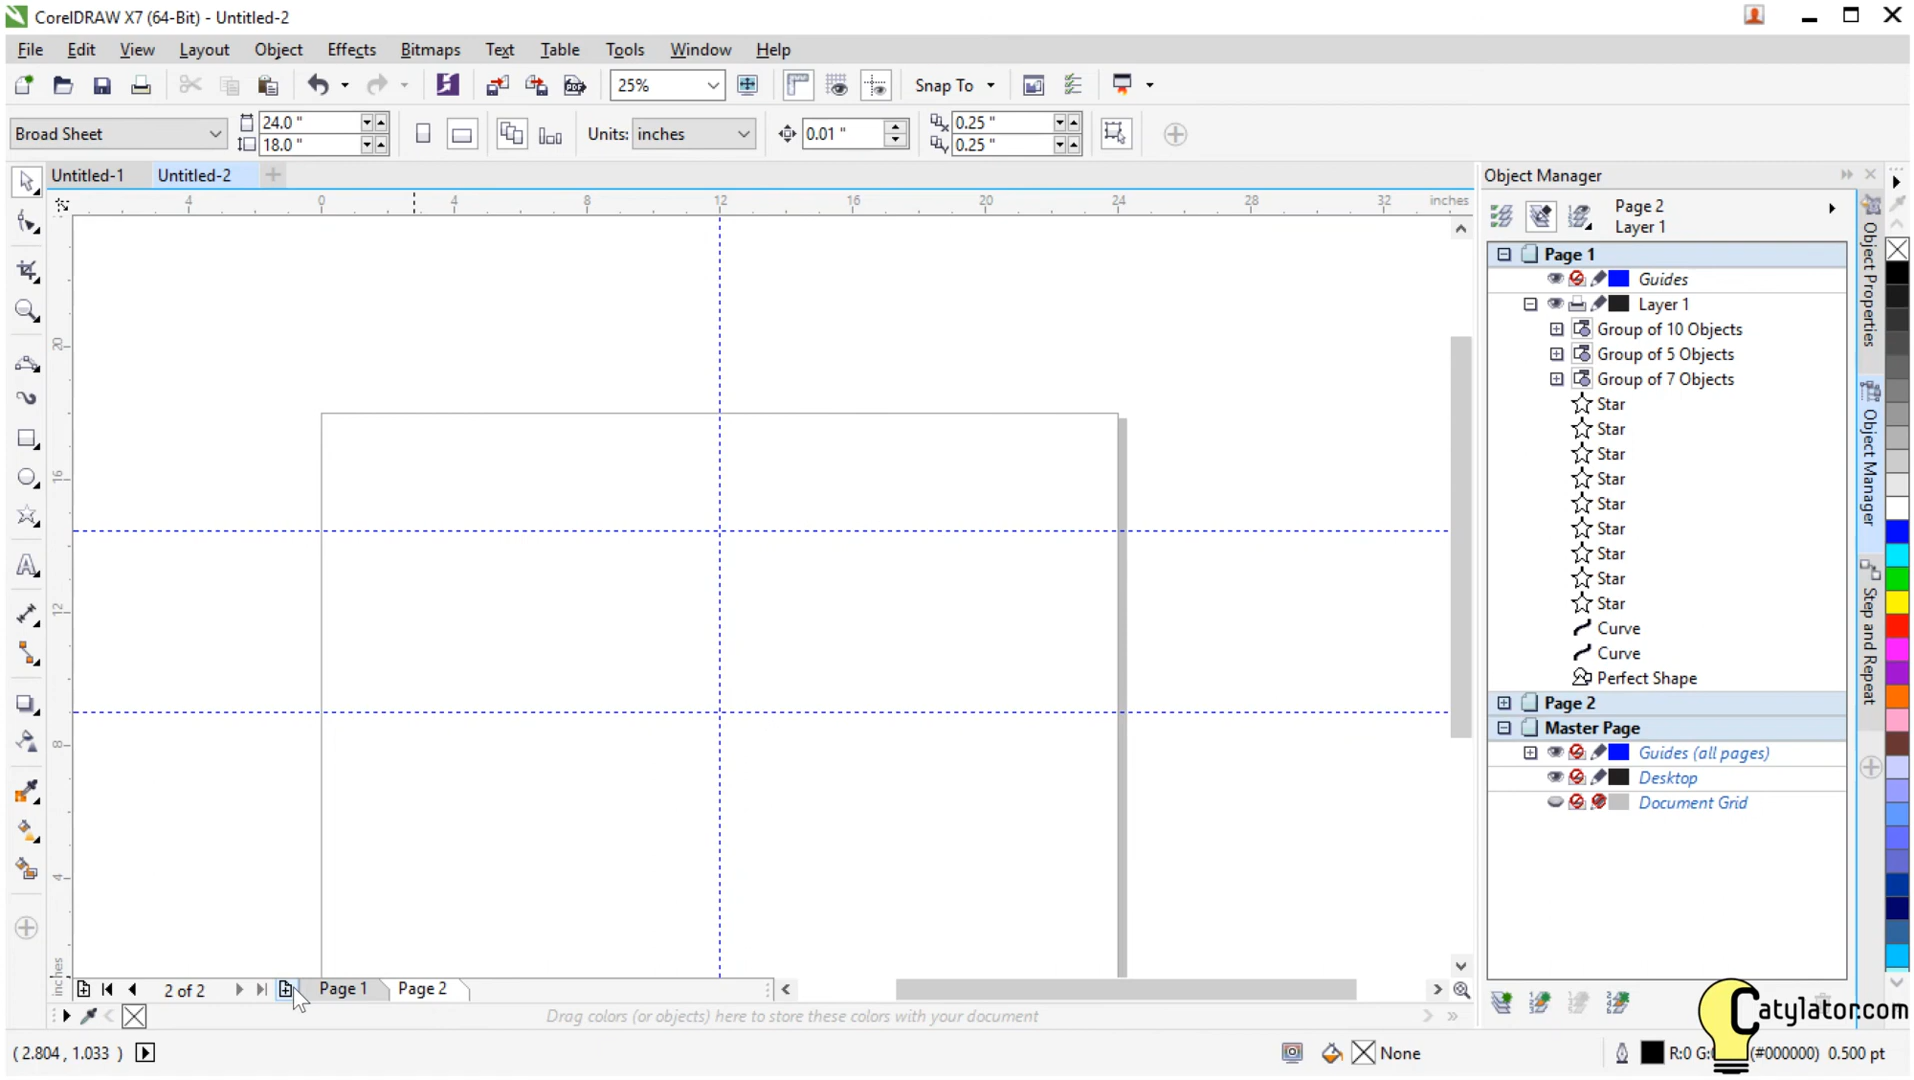 CorelDRAW X7 (64-Bit) - Untitled-2
File Edit View Layout Object Effects Bitmaps Text Table Tools Window Help
25% Snap To
Broad Sheet 24.0 " 18.0 " Units: inches 0.01 " 0.25 " 0.25 "
Untitled-1 Untitled-2
4 0 4 8 12 16 20 24 28 32 inches
20
16
12
8
4
inches
Object Manager
Page 2
Layer 1
Page 1
Guides
Layer 1
Group of 10 Objects
Group of 5 Objects
Group of 7 Objects
Star
Star
Star
Star
Star
Star
Star
Star
Star
Curve
Curve
Perfect Shape
Page 2
Master Page
Guides (all pages)
Desktop
Document Grid
Object Properties
Object Manager
Step and Repeat
2 of 2 Page 1 Page 2
Drag colors (or objects) here to store these colors with your document
Catylator.com
( 2.804 , 1.033 ) None R:0 G: (#000000) 0.500 pt